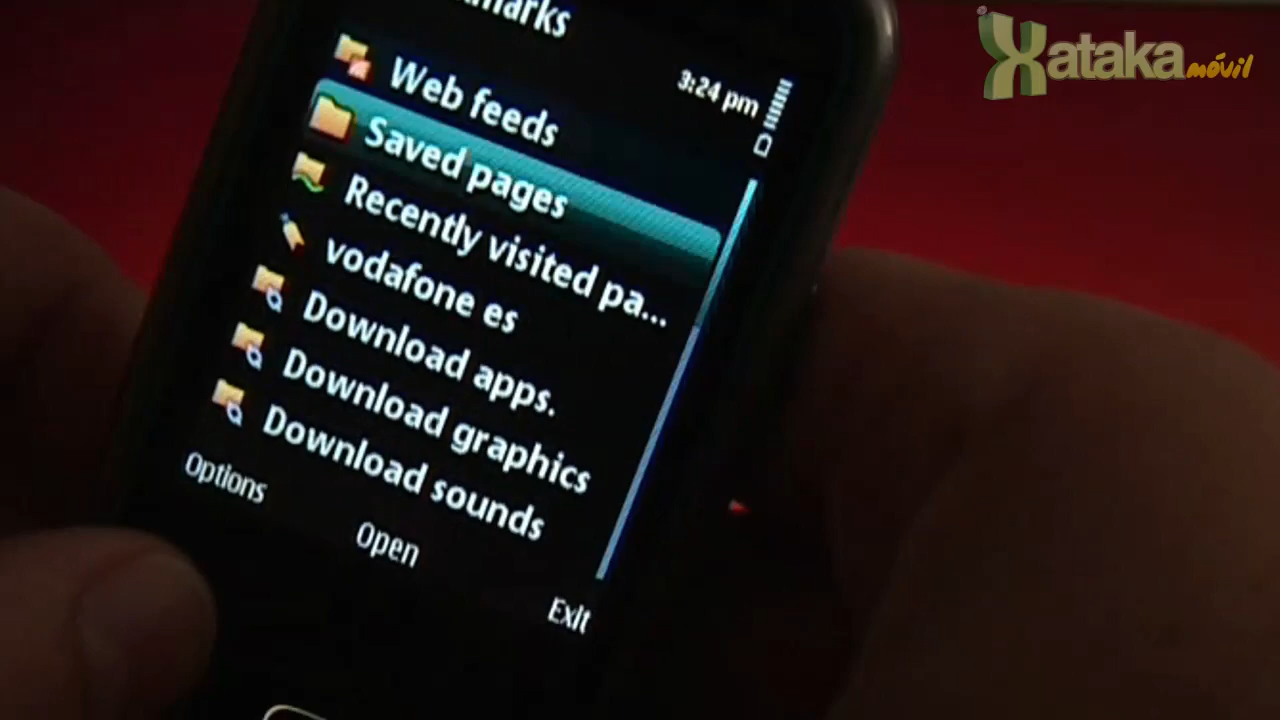 Xataka móvil
3:24 pm
Web feeds
Saved pages
Recently visited pa...
vodafone es
Download apps.
Download graphics
Download sounds
Options
Open
Exit